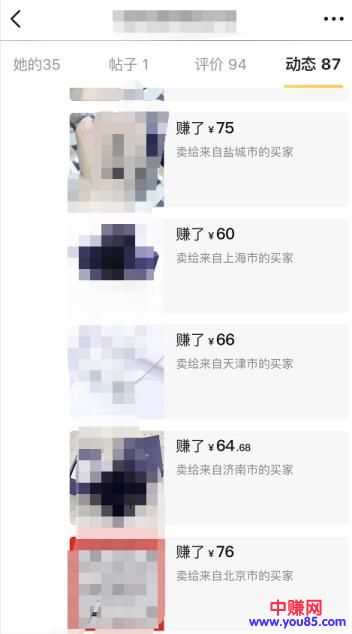 她的35 帖子 1 评价 94 动态 87
赚了 ¥ 75
卖给来自盐城市的买家
赚了 ¥ 60
卖给来自上海市的买家
赚了 ¥ 66
卖给来自天津市的买家
赚了 ¥ 64.68
卖给来自济南市的买家
赚了 ¥ 76
卖给来自北京市的买家
中赚网
www.you85.com